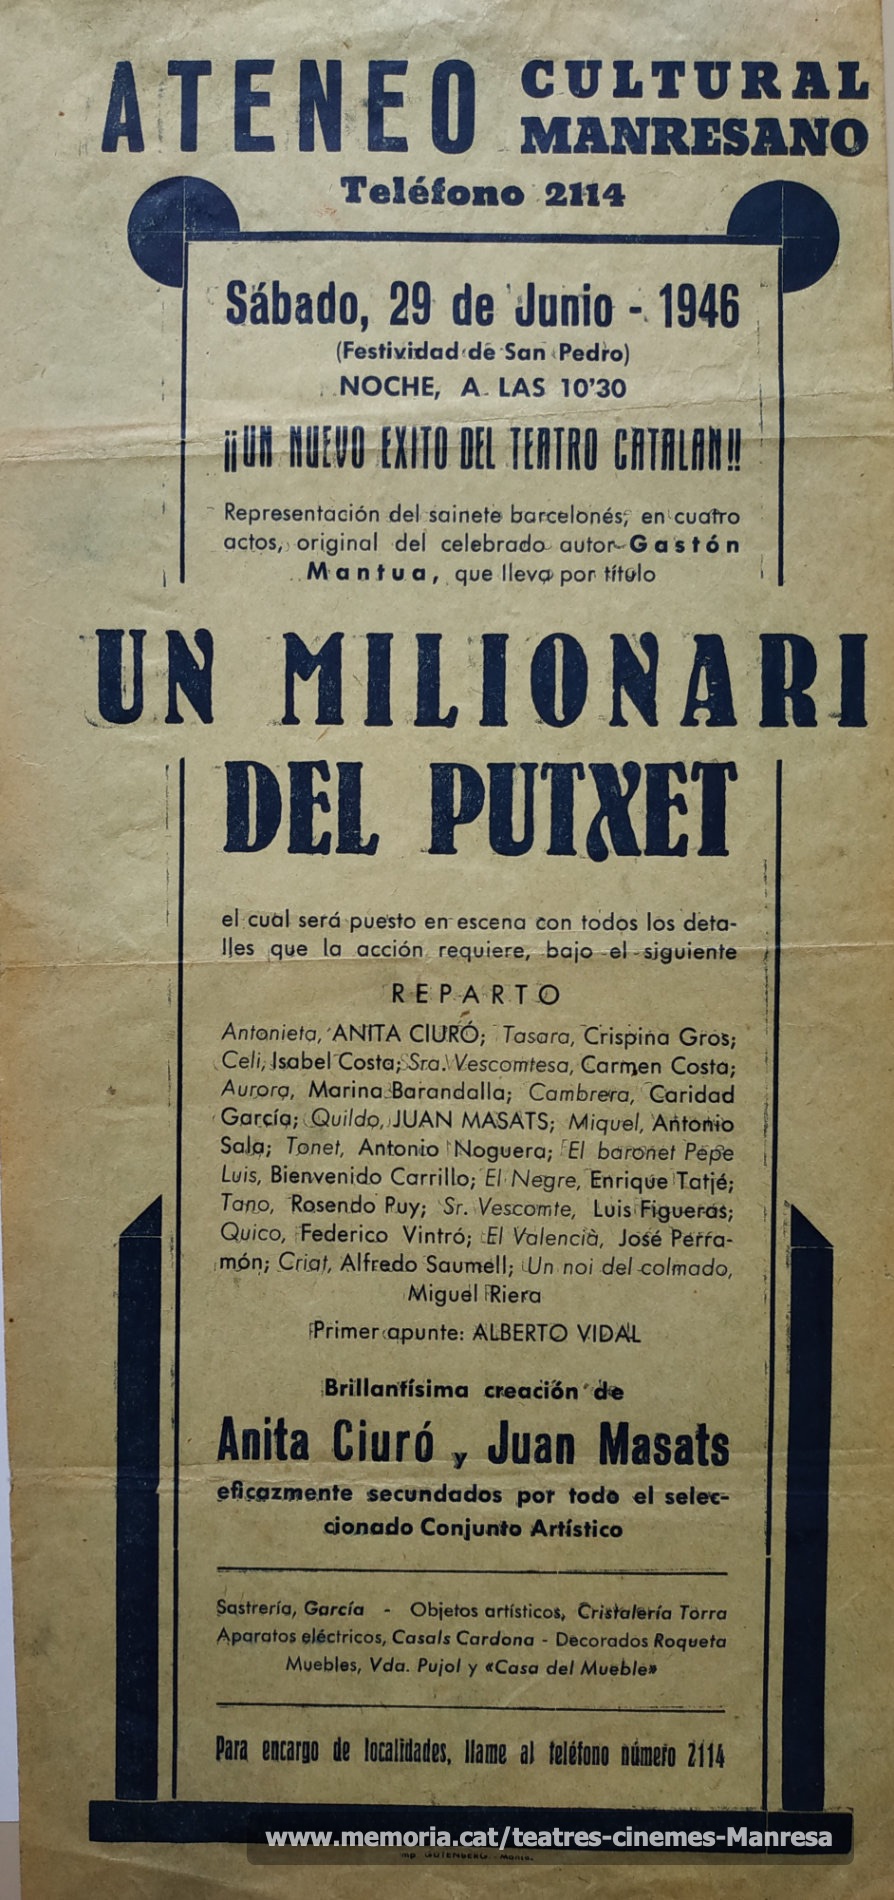 ATENEO CULTURAL MANRESANO
Teléfono 2114
Sábado, 29 de Junio - 1946
(Festividad de San Pedro)
NOCHE, A LAS 10'30
¡¡UN NUEVO EXITO DEL TEATRO CATALAN!!
Representación del sainete barcelonés, en cuatro
actos, original del celebrado autor Gastón
Mantua, que lleva por título
UN MILIONARI
DEL PUTXET
el cual será puesto en escena con todos los deta-
lles que la acción requiere, bajo el siguiente
REPARTO
Antonieta, ANITA CIURÓ; Tasara, Crispina Gros;
Celi, Isabel Costa; Sra. Vescomtesa, Carmen Costa;
Aurora, Marina Barandalla; Cambrera, Caridad
García; Quildo, JUAN MASATS; Miquel, Antonio
Sala; Tonet, Antonio Noguera; El baronet Pepe
Luis, Bienvenido Carrillo; El Negre, Enrique Tatjé;
Tano, Rosendo Puy; Sr. Vescomte, Luis Figueras;
Quico, Federico Vintró; El Valencià, José Perra-
món; Criat, Alfredo Saumell; Un noi del colmado,
Miguel Riera
Primer apunte: ALBERTO VIDAL
Brillantísima creación de
Anita Ciuró y Juan Masats
eficazmente secundados por todo el selec-
cionado Conjunto Artístico
Sastrería, García - Objetos artísticos, Cristalería Torra
Aparatos eléctricos, Casals Cardona - Decorados Roqueta
Muebles, Vda. Pujol y «Casa del Mueble»
Para encargo de localidades, llame al teléfono número 2114
www.memoria.cat/teatres-cinemes-Manresa
Imp. GUTENBERG - Manresa.